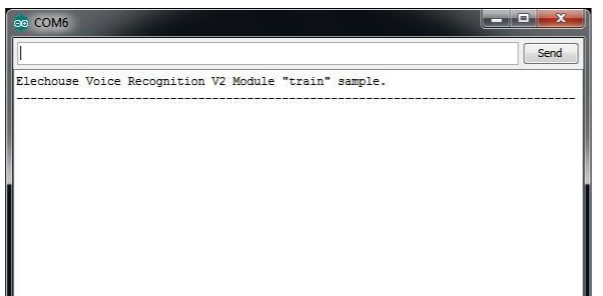 COM6
Send
Elechouse Voice Recognition V2 Module "train" sample.
--------------------------------------------------------------------------------